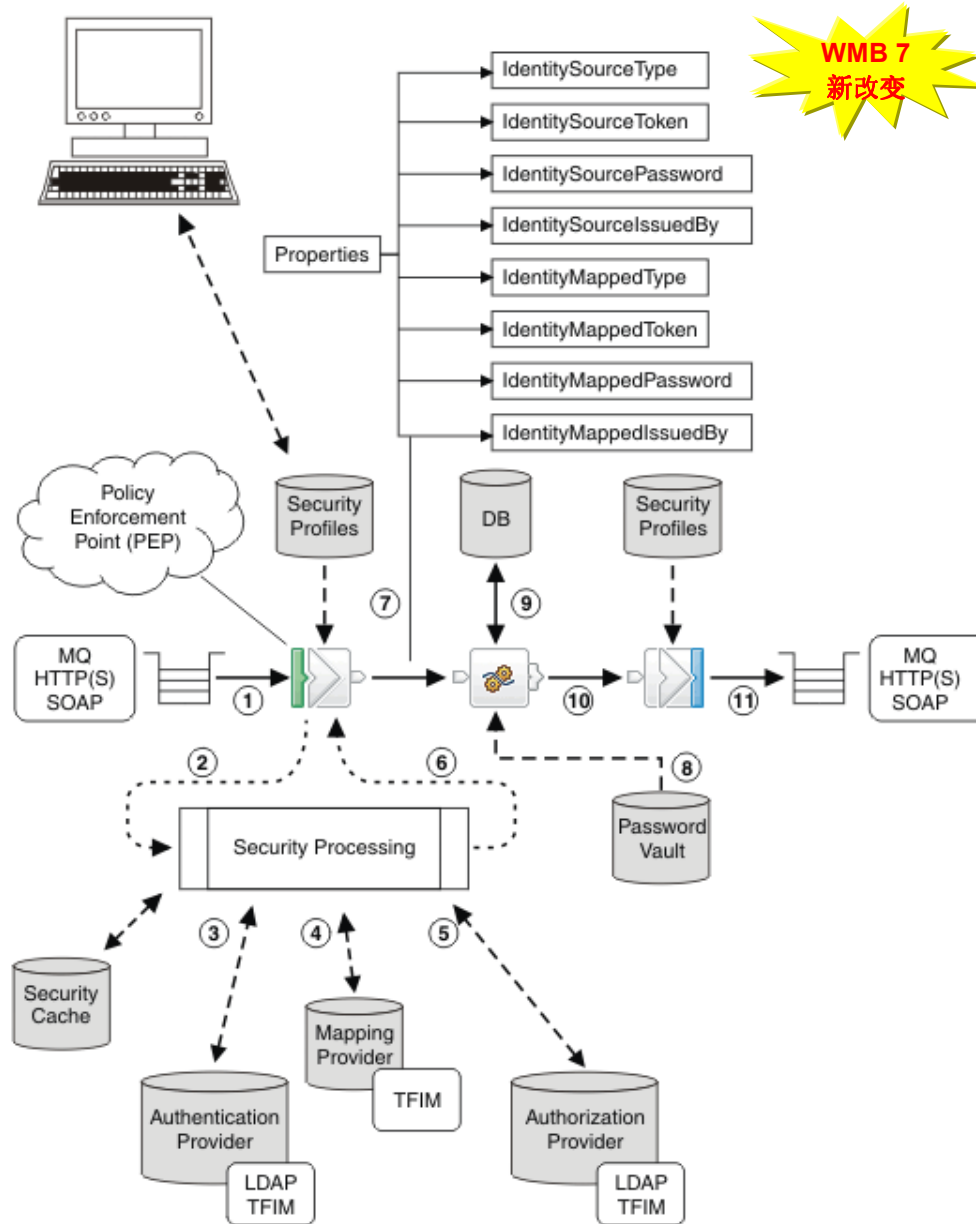 WMB 7
新改变
IdentitySourceType
IdentitySourceToken
IdentitySourcePassword
IdentitySourceIssuedBy
Properties
IdentityMappedType
IdentityMappedToken
IdentityMappedPassword
IdentityMappedIssuedBy
Policy
Enforcement
Point (PEP)
Security
Profiles
DB
Security
Profiles
7
9
MQ
HTTP(S)
SOAP
1
10
11
MQ
HTTP(S)
SOAP
2
6
8
Security Processing
Password
Vault
3
4
5
Security
Cache
Mapping
Provider
TFIM
Authentication
Provider
LDAP
TFIM
Authorization
Provider
LDAP
TFIM